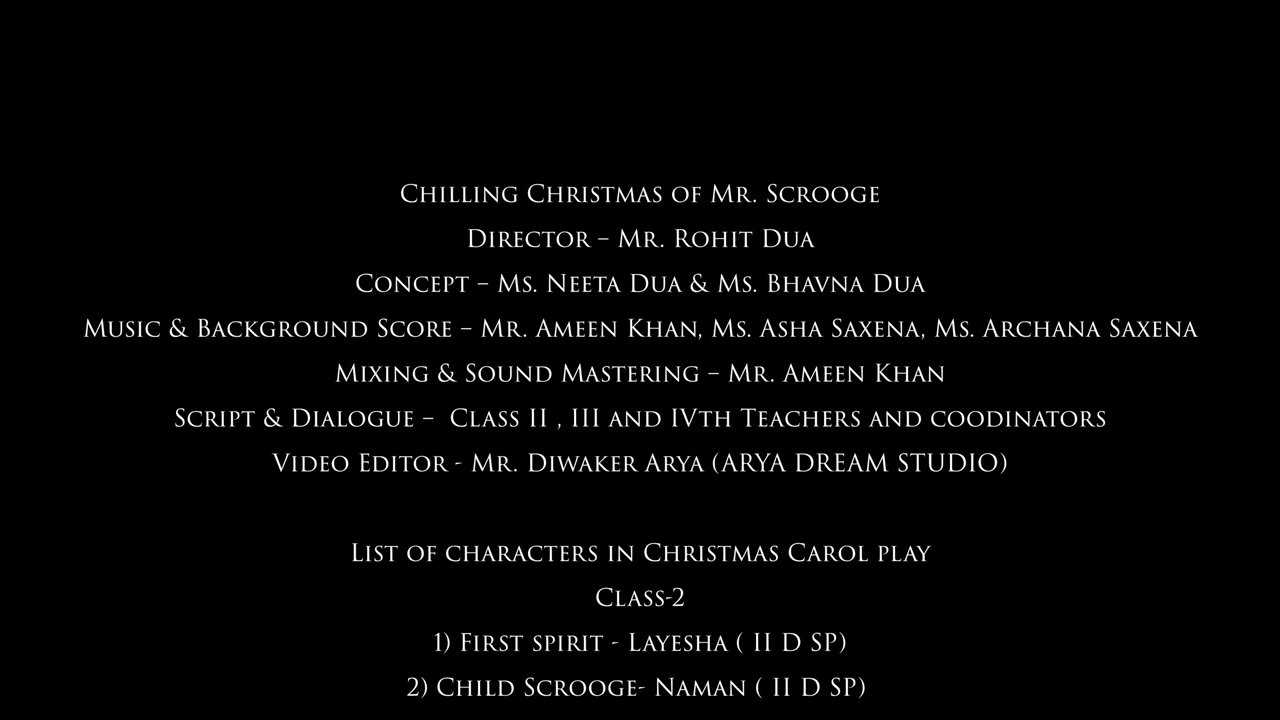 Chilling Christmas of Mr. Scrooge
Director – Mr. Rohit Dua
Concept – Ms. Neeta Dua & Ms. Bhavna Dua
Music & Background Score – Mr. Ameen Khan, Ms. Asha Saxena, Ms. Archana Saxena
Mixing & Sound Mastering – Mr. Ameen Khan
Script & Dialogue – Class II , III and IVth Teachers and coodinators
Video Editor - Mr. Diwaker Arya (ARYA DREAM STUDIO)
List of characters in Christmas Carol play
Class-2
1) First spirit - Layesha ( II D SP)
2) Child Scrooge- Naman ( II D SP)